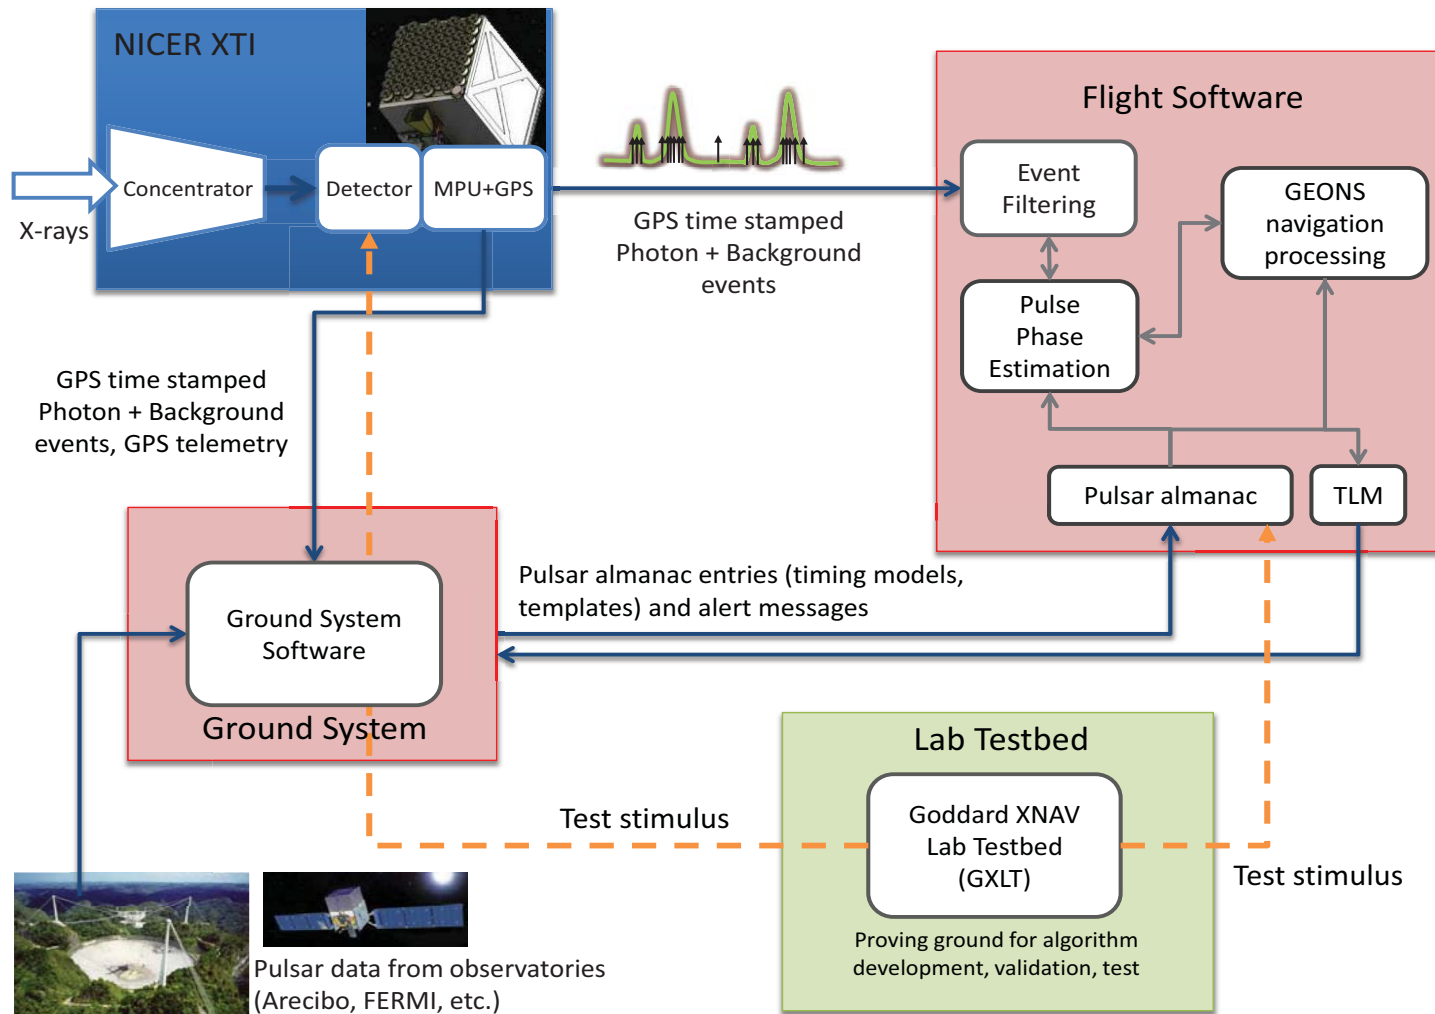 NICER XTI
X-rays
Concentrator
Detector
MPU+GPS
GPS time stamped
Photon + Background
events
Flight Software
Event
Filtering
GEONS
navigation
processing
Pulse
Phase
Estimation
Pulsar almanac
TLM
GPS time stamped
Photon + Background
events, GPS telemetry
Ground System
Software
Ground System
Pulsar almanac entries (timing models,
templates) and alert messages
Lab Testbed
Goddard XNAV
Lab Testbed
(GXLT)
Proving ground for algorithm
development, validation, test
Test stimulus
Test stimulus
Pulsar data from observatories
(Arecibo, FERMI, etc.)